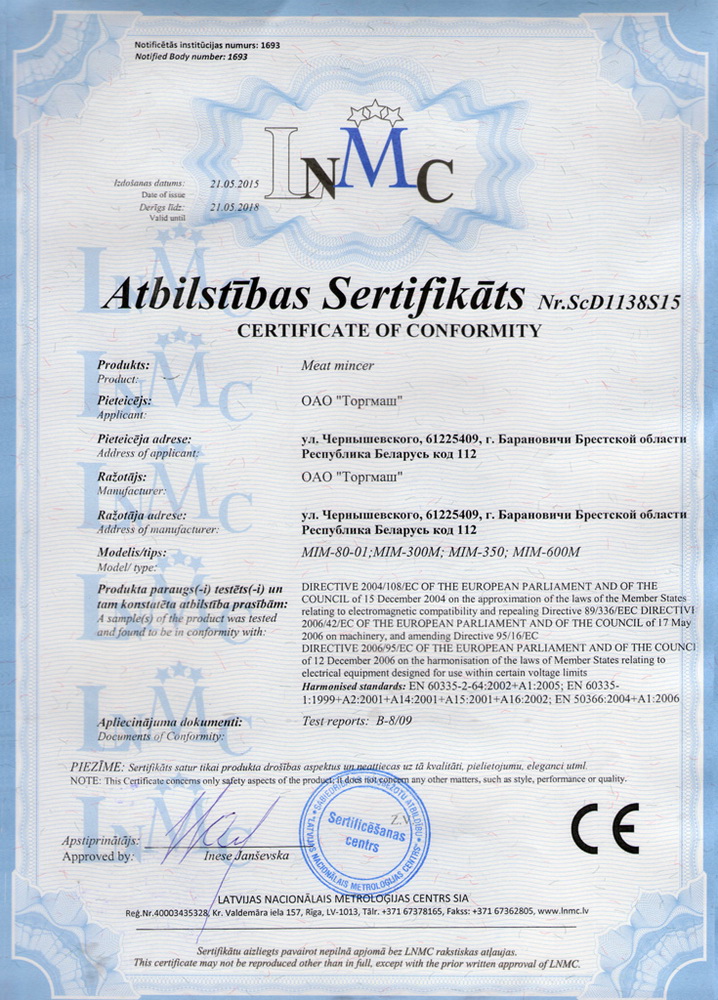 Notificētās institūcijas numurs: 1693
Notified Body number: 1693
LNMC
Izdošanas datums: 21.05.2015
Date of issue
Derīgs līdz: 21.05.2018
Valid until
Atbilstības Sertifikāts Nr.ScD1138S15
CERTIFICATE OF CONFORMITY
Produkts: Meat mincer
Product:
Pieteicējs: ОАО "Торгмаш"
Applicant:
Pieteicēja adrese: ул. Чернышевского, 61225409, г. Барановичи Брестской области
Address of applicant: Республика Беларусь код 112
Ražotājs: ОАО "Торгмаш"
Manufacturer:
Ražotāja adrese: ул. Чернышевского, 61225409, г. Барановичи Брестской области
Address of manufacturer: Республика Беларусь код 112
Modelis/tips: MIM-80-01;MIM-300M; MIM-350; MIM-600M
Model/ type:
Produkta paraugs(-i) testēts(-i) un
tam konstatēta atbilstība prasībām:
A sample(s) of the product was tested
and found to be in conformity with:
DIRECTIVE 2004/108/EC OF THE EUROPEAN PARLIAMENT AND OF THE
COUNCIL of 15 December 2004 on the approximation of the laws of the Member States
relating to electromagnetic compatibility and repealing Directive 89/336/EEC DIRECTIVI
2006/42/EC OF THE EUROPEAN PARLIAMENT AND OF THE COUNCIL of 17 May
2006 on machinery, and amending Directive 95/16/EC
DIRECTIVE 2006/95/EC OF THE EUROPEAN PARLIAMENT AND OF THE COUNCI
of 12 December 2006 on the harmonisation of the laws of Member States relating to
electrical equipment designed for use within certain voltage limits
Harmonised standards: EN 60335-2-64:2002+A1:2005; EN 60335-
1:1999+A2:2001+A14:2001+A15:2001+A16:2002; EN 50366:2004+A1:2006
Apliecinājuma dokumenti: Test reports: B-8/09
Documents of Conformity:
PIEZĪME: Sertifikāts satur tikai produkta drošības aspektus un neattiecas uz tā kvalitāti, pielietojumu, eleganci utml.
NOTE: This Certificate concerns only safety aspects of the product, it does not concern any other matters, such as style, performance or quality.
SABIEDRĪBA AR IEROBEŽOTU ATBILDĪBU
Z.V.
Sertificēšanas
centrs
"LATVIJAS NACIONĀLAIS METROLOĢIJAS CENTRS"
CE
Apstiprinātājs:
Approved by: Inese Janševska
LATVIJAS NACIONĀLAIS METROLOĢIJAS CENTRS SIA
Reģ.Nr.40003435328, Kr. Valdemāra iela 157, Rīga, LV-1013, Tālr. +371 67378165, Fakss: +371 67362805, www.lnmc.lv
Sertifikātu aizliegts pavairot nepilnā apjomā bez LNMC rakstiskas atļaujas.
This certificate may not be reproduced other than in full, except with the prior written approval of LNMC.